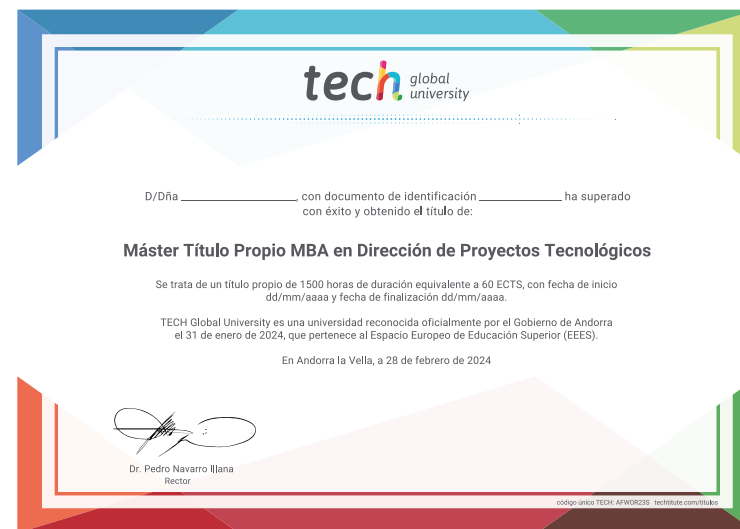 tech global university
D/Dña ____________________, con documento de identificación ______________ ha superado
con éxito y obtenido el título de:
Máster Título Propio MBA en Dirección de Proyectos Tecnológicos
Se trata de un título propio de 1500 horas de duración equivalente a 60 ECTS, con fecha de inicio
dd/mm/aaaa y fecha de finalización dd/mm/aaaa.
TECH Global University es una universidad reconocida oficialmente por el Gobierno de Andorra
el 31 de enero de 2024, que pertenece al Espacio Europeo de Educación Superior (EEES).
En Andorra la Vella, a 28 de febrero de 2024
Dr. Pedro Navarro Illana
Rector
código único TECH: AFWOR23S techtitute.com/titulos